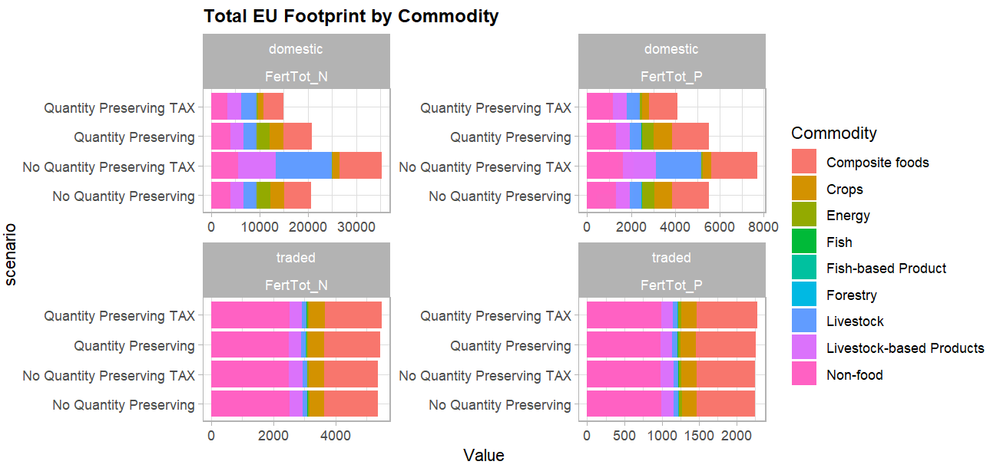 Total EU Footprint by Commodity
domestic
FertTot_N
Quantity Preserving TAX
Quantity Preserving
No Quantity Preserving TAX
No Quantity Preserving
0 10000 20000 30000
domestic
FertTot_P
Quantity Preserving TAX
Quantity Preserving
No Quantity Preserving TAX
No Quantity Preserving
0 2000 4000 6000 8000
traded
FertTot_N
Quantity Preserving TAX
Quantity Preserving
No Quantity Preserving TAX
No Quantity Preserving
0 2000 4000
traded
FertTot_P
Quantity Preserving TAX
Quantity Preserving
No Quantity Preserving TAX
No Quantity Preserving
0 500 1000 1500 2000
scenario
Value
Commodity
Composite foods
Crops
Energy
Fish
Fish-based Product
Forestry
Livestock
Livestock-based Products
Non-food